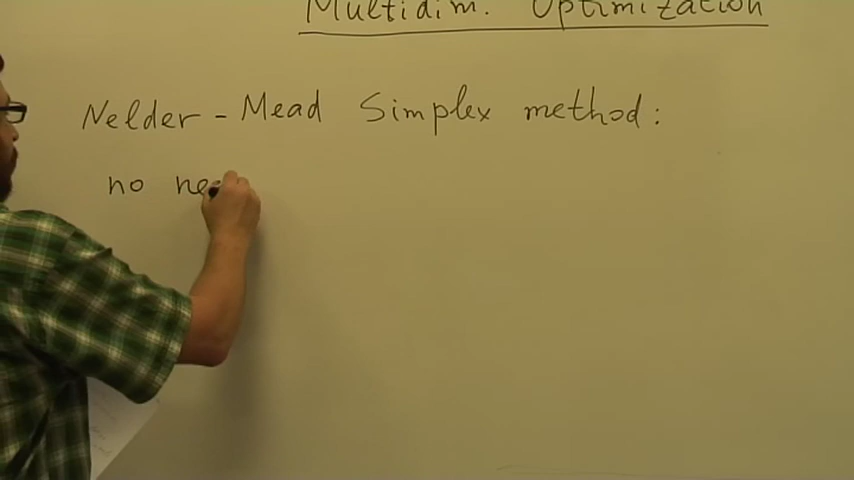 Multidim. Optimization
Nelder - Mead Simplex method:
no ne